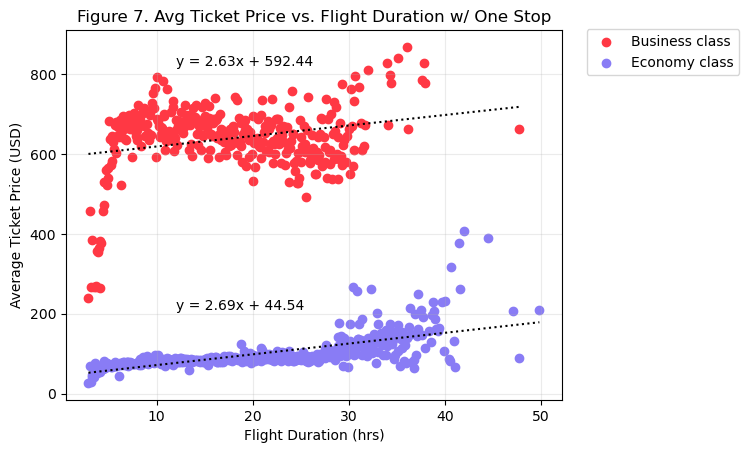 Figure 7. Avg Ticket Price vs. Flight Duration w/ One Stop
Business class
Economy class
y = 2.63x + 592.44
y = 2.69x + 44.54
Average Ticket Price (USD)
800
600
400
200
0
10
20
30
40
50
Flight Duration (hrs)